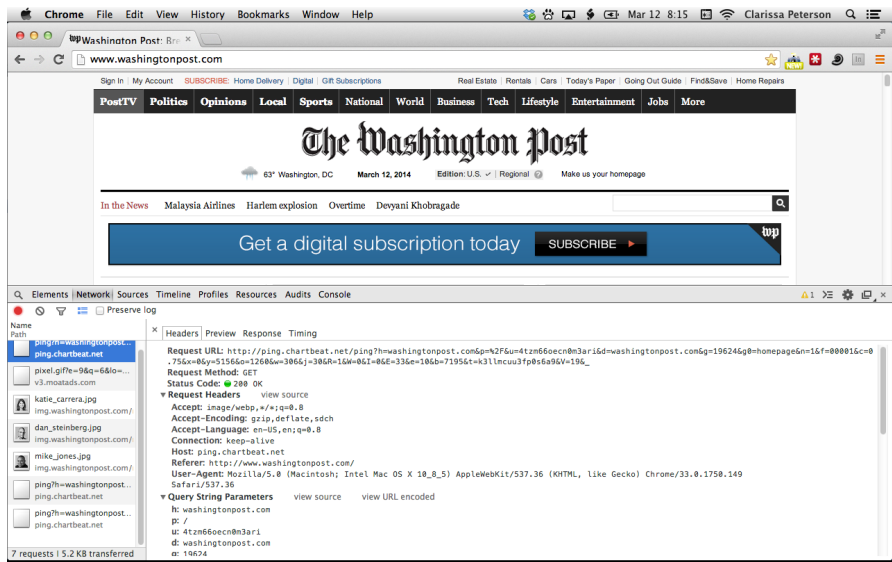 Chrome File Edit View History Bookmarks Window Help Mar 12 8:15 Clarissa Peterson
Washington Post: Bre ×
www.washingtonpost.com
Sign In | My Account SUBSCRIBE: Home Delivery | Digital | Gift Subscriptions Real Estate | Rentals | Cars | Today's Paper | Going Out Guide | Find&Save | Home Repairs
PostTV Politics Opinions Local Sports National World Business Tech Lifestyle Entertainment Jobs More
The Washington Post
63° Washington, DC March 12, 2014 Edition: U.S. | Regional ? Make us your homepage
In the News Malaysia Airlines Harlem explosion Overtime Devyani Khobragade
Get a digital subscription today SUBSCRIBE wp
Elements Network Sources Timeline Profiles Resources Audits Console 1
Preserve log
Name
Path
× Headers Preview Response Timing
ping?h=washingtonpost...
ping.chartbeat.net
pixel.gif?e=9&q=6&lo=...
v3.moatads.com
katie_carrera.jpg
img.washingtonpost.com/
dan_steinberg.jpg
img.washingtonpost.com/
mike_jones.jpg
img.washingtonpost.com/
ping?h=washingtonpost...
ping.chartbeat.net
ping?h=washingtonpost...
ping.chartbeat.net
7 requests | 5.2 KB transferred
Request URL: http://ping.chartbeat.net/ping?h=washingtonpost.com&p=%2F&u=4tzm66oecn0m3ari&d=washingtonpost.com&g=19624&g0=homepage&n=1&f=00001&c=0
.75&x=0&y=5156&o=1260&w=306&j=30&R=1&W=0&I=0&E=33&e=10&b=7195&t=k3llmcuu3fp0s6a9&V=19&_
Request Method: GET
Status Code: 200 OK
Request Headers view source
Accept: image/webp,*/*;q=0.8
Accept-Encoding: gzip,deflate,sdch
Accept-Language: en-US,en;q=0.8
Connection: keep-alive
Host: ping.chartbeat.net
Referer: http://www.washingtonpost.com/
User-Agent: Mozilla/5.0 (Macintosh; Intel Mac OS X 10_8_5) AppleWebKit/537.36 (KHTML, like Gecko) Chrome/33.0.1750.149
Safari/537.36
Query String Parameters view source view URL encoded
h: washingtonpost.com
p: /
u: 4tzm66oecn0m3ari
d: washingtonpost.com
g: 19624